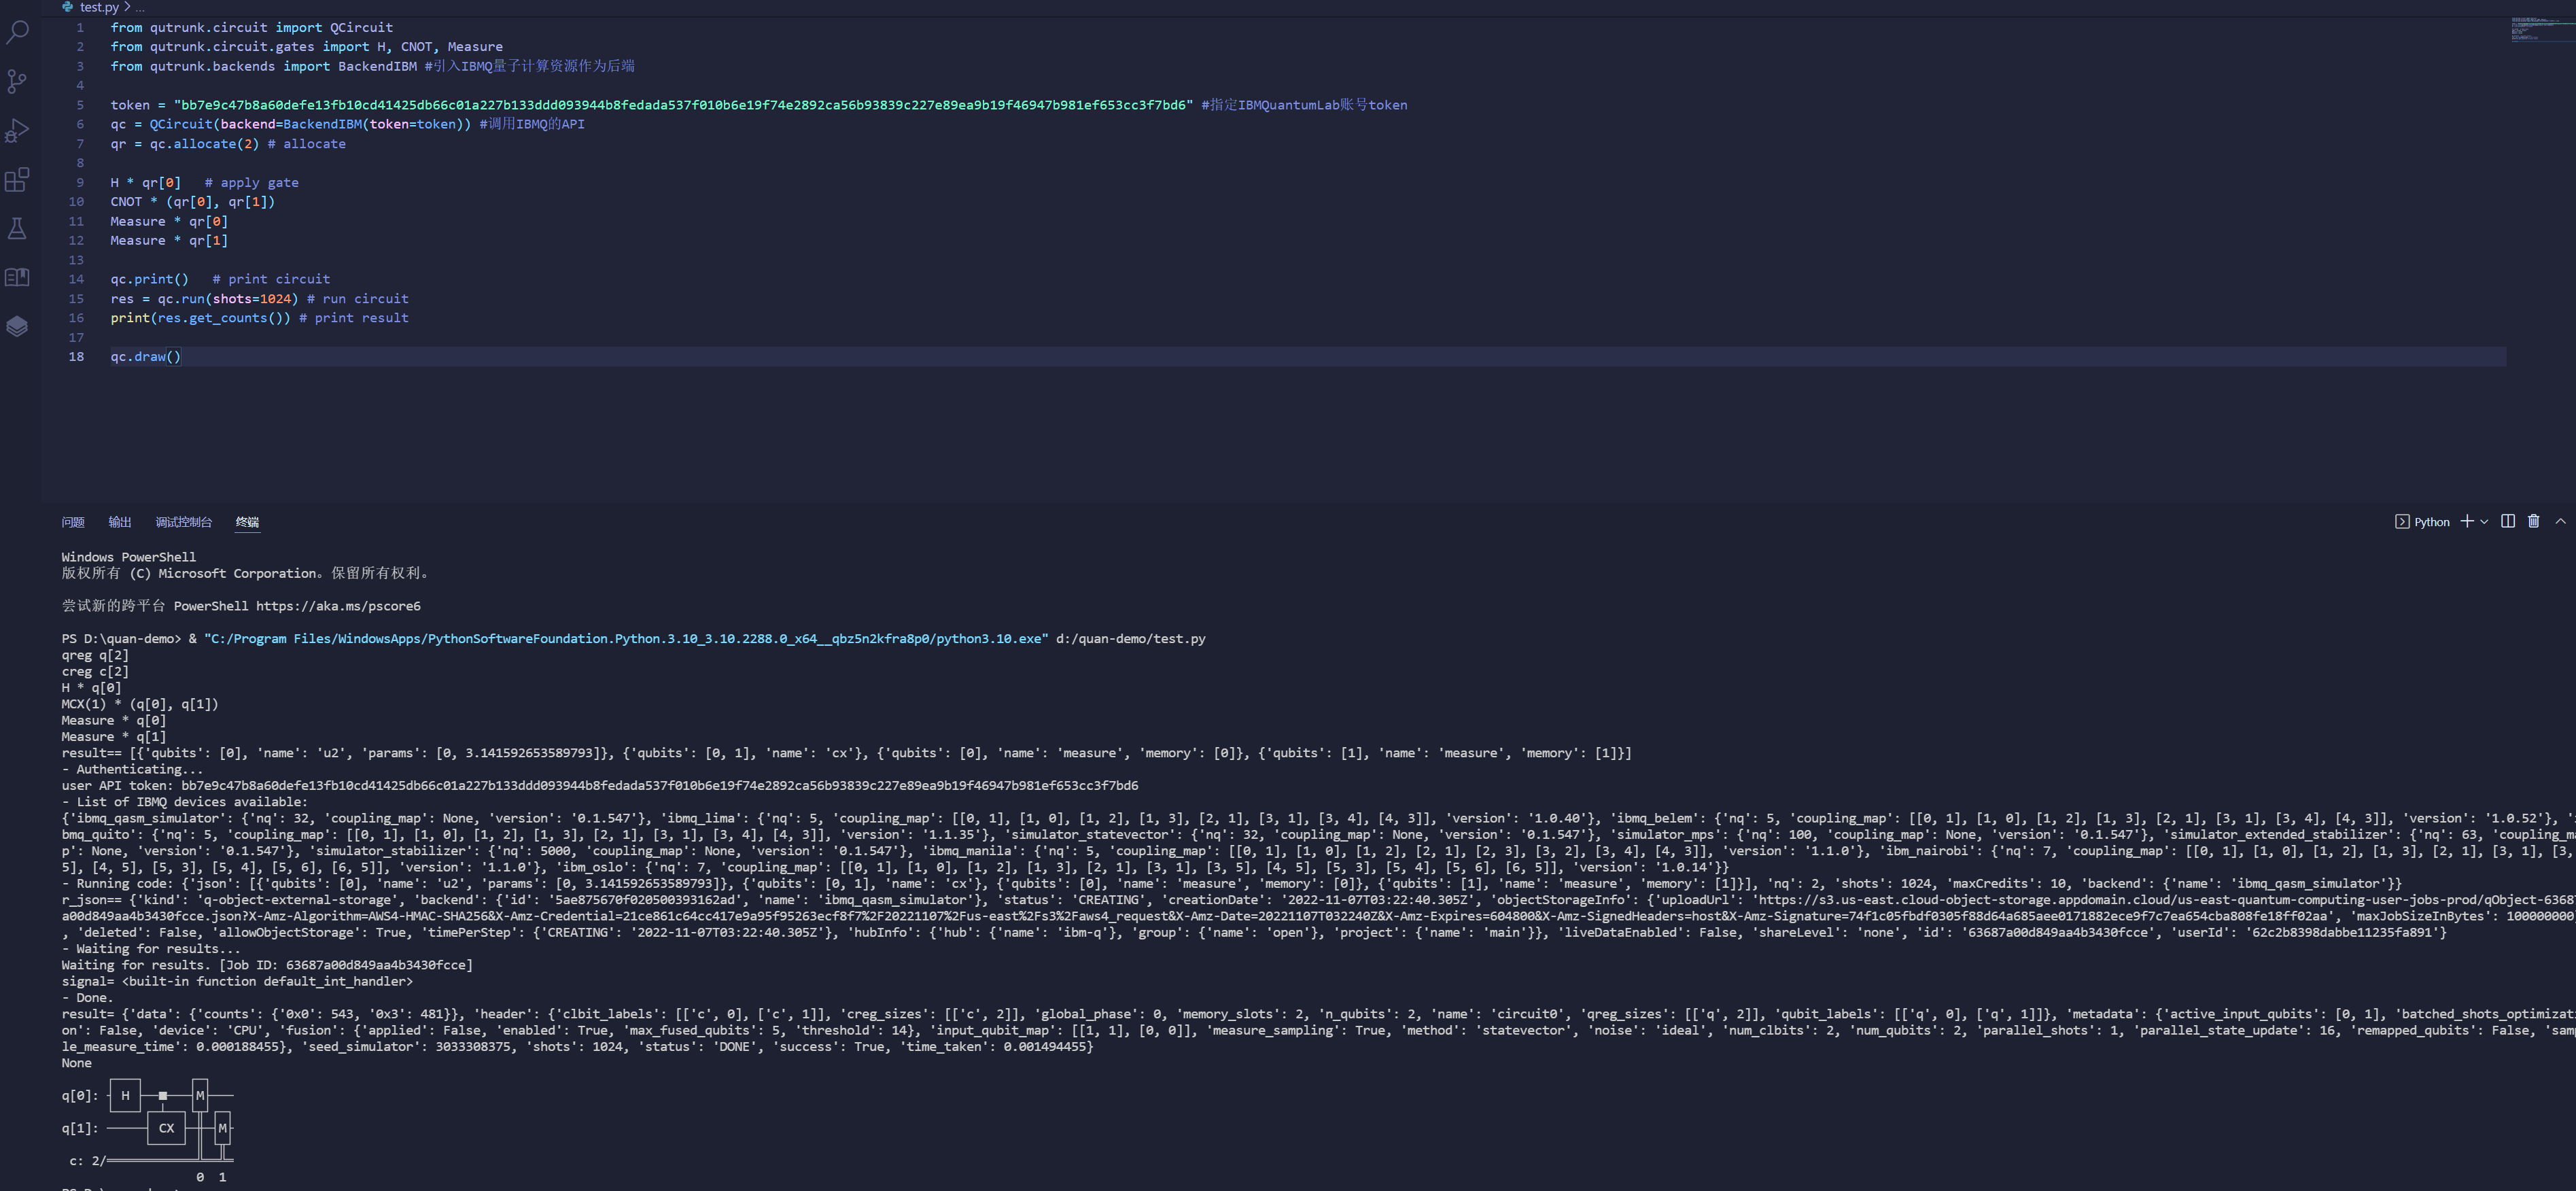 test.py > ...
1 from qutrunk.circuit import QCircuit
2 from qutrunk.circuit.gates import H, CNOT, Measure
3 from qutrunk.backends import BackendIBM #引入IBMQ量子计算资源作为后端
4
5 token = "bb7e9c47b8a60defe13fb10cd41425db66c01a227b133ddd093944b8fedada537f010b6e19f74e2892ca56b93839c227e89ea9b19f46947b981ef653cc3f7bd6" #指定IBMQuantumLab账号token
6 qc = QCircuit(backend=BackendIBM(token=token)) #调用IBMQ的API
7 qr = qc.allocate(2) # allocate
8
9 H * qr[0]   # apply gate
10 CNOT * (qr[0], qr[1])
11 Measure * qr[0]
12 Measure * qr[1]
13
14 qc.print()   # print circuit
15 res = qc.run(shots=1024) # run circuit
16 print(res.get_counts()) # print result
17
18 qc.draw()
问题 输出 调试控制台 终端 Python
Windows PowerShell
版权所有 (C) Microsoft Corporation。保留所有权利。
尝试新的跨平台 PowerShell https://aka.ms/pscore6
PS D:\quan-demo> & "C:/Program Files/WindowsApps/PythonSoftwareFoundation.Python.3.10_3.10.2288.0_x64__qbz5n2kfra8p0/python3.10.exe" d:/quan-demo/test.py
qreg q[2]
creg c[2]
H * q[0]
MCX(1) * (q[0], q[1])
Measure * q[0]
Measure * q[1]
result== [{'qubits': [0], 'name': 'u2', 'params': [0, 3.141592653589793]}, {'qubits': [0, 1], 'name': 'cx'}, {'qubits': [0], 'name': 'measure', 'memory': [0]}, {'qubits': [1], 'name': 'measure', 'memory': [1]}]
- Authenticating...
user API token: bb7e9c47b8a60defe13fb10cd41425db66c01a227b133ddd093944b8fedada537f010b6e19f74e2892ca56b93839c227e89ea9b19f46947b981ef653cc3f7bd6
- List of IBMQ devices available:
{'ibmq_qasm_simulator': {'nq': 32, 'coupling_map': None, 'version': '0.1.547'}, 'ibmq_lima': {'nq': 5, 'coupling_map': [[0, 1], [1, 0], [1, 2], [1, 3], [2, 1], [3, 1], [3, 4], [4, 3]], 'version': '1.0.40'}, 'ibmq_belem': {'nq': 5, 'coupling_map': [[0, 1], [1, 0], [1, 2], [1, 3], [2, 1], [3, 1], [3, 4], [4, 3]], 'version': '1.0.52'}, 'i
bmq_quito': {'nq': 5, 'coupling_map': [[0, 1], [1, 0], [1, 2], [1, 3], [2, 1], [3, 1], [3, 4], [4, 3]], 'version': '1.1.35'}, 'simulator_statevector': {'nq': 32, 'coupling_map': None, 'version': '0.1.547'}, 'simulator_mps': {'nq': 100, 'coupling_map': None, 'version': '0.1.547'}, 'simulator_extended_stabilizer': {'nq': 63, 'coupling_ma
p': None, 'version': '0.1.547'}, 'simulator_stabilizer': {'nq': 5000, 'coupling_map': None, 'version': '0.1.547'}, 'ibmq_manila': {'nq': 5, 'coupling_map': [[0, 1], [1, 0], [1, 2], [2, 1], [2, 3], [3, 2], [3, 4], [4, 3]], 'version': '1.1.0'}, 'ibm_nairobi': {'nq': 7, 'coupling_map': [[0, 1], [1, 0], [1, 2], [1, 3], [2, 1], [3, 1], [3,
5], [4, 5], [5, 3], [5, 4], [5, 6], [6, 5]], 'version': '1.1.0'}, 'ibm_oslo': {'nq': 7, 'coupling_map': [[0, 1], [1, 0], [1, 2], [1, 3], [2, 1], [3, 1], [3, 5], [4, 5], [5, 3], [5, 4], [5, 6], [6, 5]], 'version': '1.0.14'}}
- Running code: {'json': [{'qubits': [0], 'name': 'u2', 'params': [0, 3.141592653589793]}, {'qubits': [0, 1], 'name': 'cx'}, {'qubits': [0], 'name': 'measure', 'memory': [0]}, {'qubits': [1], 'name': 'measure', 'memory': [1]}], 'nq': 2, 'shots': 1024, 'maxCredits': 10, 'backend': {'name': 'ibmq_qasm_simulator'}}
r_json== {'kind': 'q-object-external-storage', 'backend': {'id': '5ae875670f020500393162ad', 'name': 'ibmq_qasm_simulator'}, 'status': 'CREATING', 'creationDate': '2022-11-07T03:22:40.305Z', 'objectStorageInfo': {'uploadUrl': 'https://s3.us-east.cloud-object-storage.appdomain.cloud/us-east-quantum-computing-user-jobs-prod/qObject-63687
a00d849aa4b3430fcce.json?X-Amz-Algorithm=AWS4-HMAC-SHA256&X-Amz-Credential=21ce861c64cc417e9a95f95263ecf8f7%2F20221107%2Fus-east%2Fs3%2Faws4_request&X-Amz-Date=20221107T032240Z&X-Amz-Expires=604800&X-Amz-SignedHeaders=host&X-Amz-Signature=74f1c05fbdf0305f88d64a685aee0171882ece9f7c7ea654cba808fe18ff02aa', 'maxJobSizeInBytes': 100000000
, 'deleted': False, 'allowObjectStorage': True, 'timePerStep': {'CREATING': '2022-11-07T03:22:40.305Z'}, 'hubInfo': {'hub': {'name': 'ibm-q'}, 'group': {'name': 'open'}, 'project': {'name': 'main'}}, 'liveDataEnabled': False, 'shareLevel': 'none', 'id': '63687a00d849aa4b3430fcce', 'userId': '62c2b8398dabbe11235fa891'}
- Waiting for results...
Waiting for results. [Job ID: 63687a00d849aa4b3430fcce]
signal= <built-in function default_int_handler>
- Done.
result= {'data': {'counts': {'0x0': 543, '0x3': 481}}, 'header': {'clbit_labels': [['c', 0], ['c', 1]], 'creg_sizes': [['c', 2]], 'global_phase': 0, 'memory_slots': 2, 'n_qubits': 2, 'name': 'circuit0', 'qreg_sizes': [['q', 2]], 'qubit_labels': [['q', 0], ['q', 1]]}, 'metadata': {'active_input_qubits': [0, 1], 'batched_shots_optimizati
on': False, 'device': 'CPU', 'fusion': {'applied': False, 'enabled': True, 'max_fused_qubits': 5, 'threshold': 14}, 'input_qubit_map': [[1, 1], [0, 0]], 'measure_sampling': True, 'method': 'statevector', 'noise': 'ideal', 'num_clbits': 2, 'num_qubits': 2, 'parallel_shots': 1, 'parallel_state_update': 16, 'remapped_qubits': False, 'samp
le_measure_time': 0.000188455}, 'seed_simulator': 3033308375, 'shots': 1024, 'status': 'DONE', 'success': True, 'time_taken': 0.001494455}
None
q[0]: H M
q[1]: CX M
c: 2/
0 1